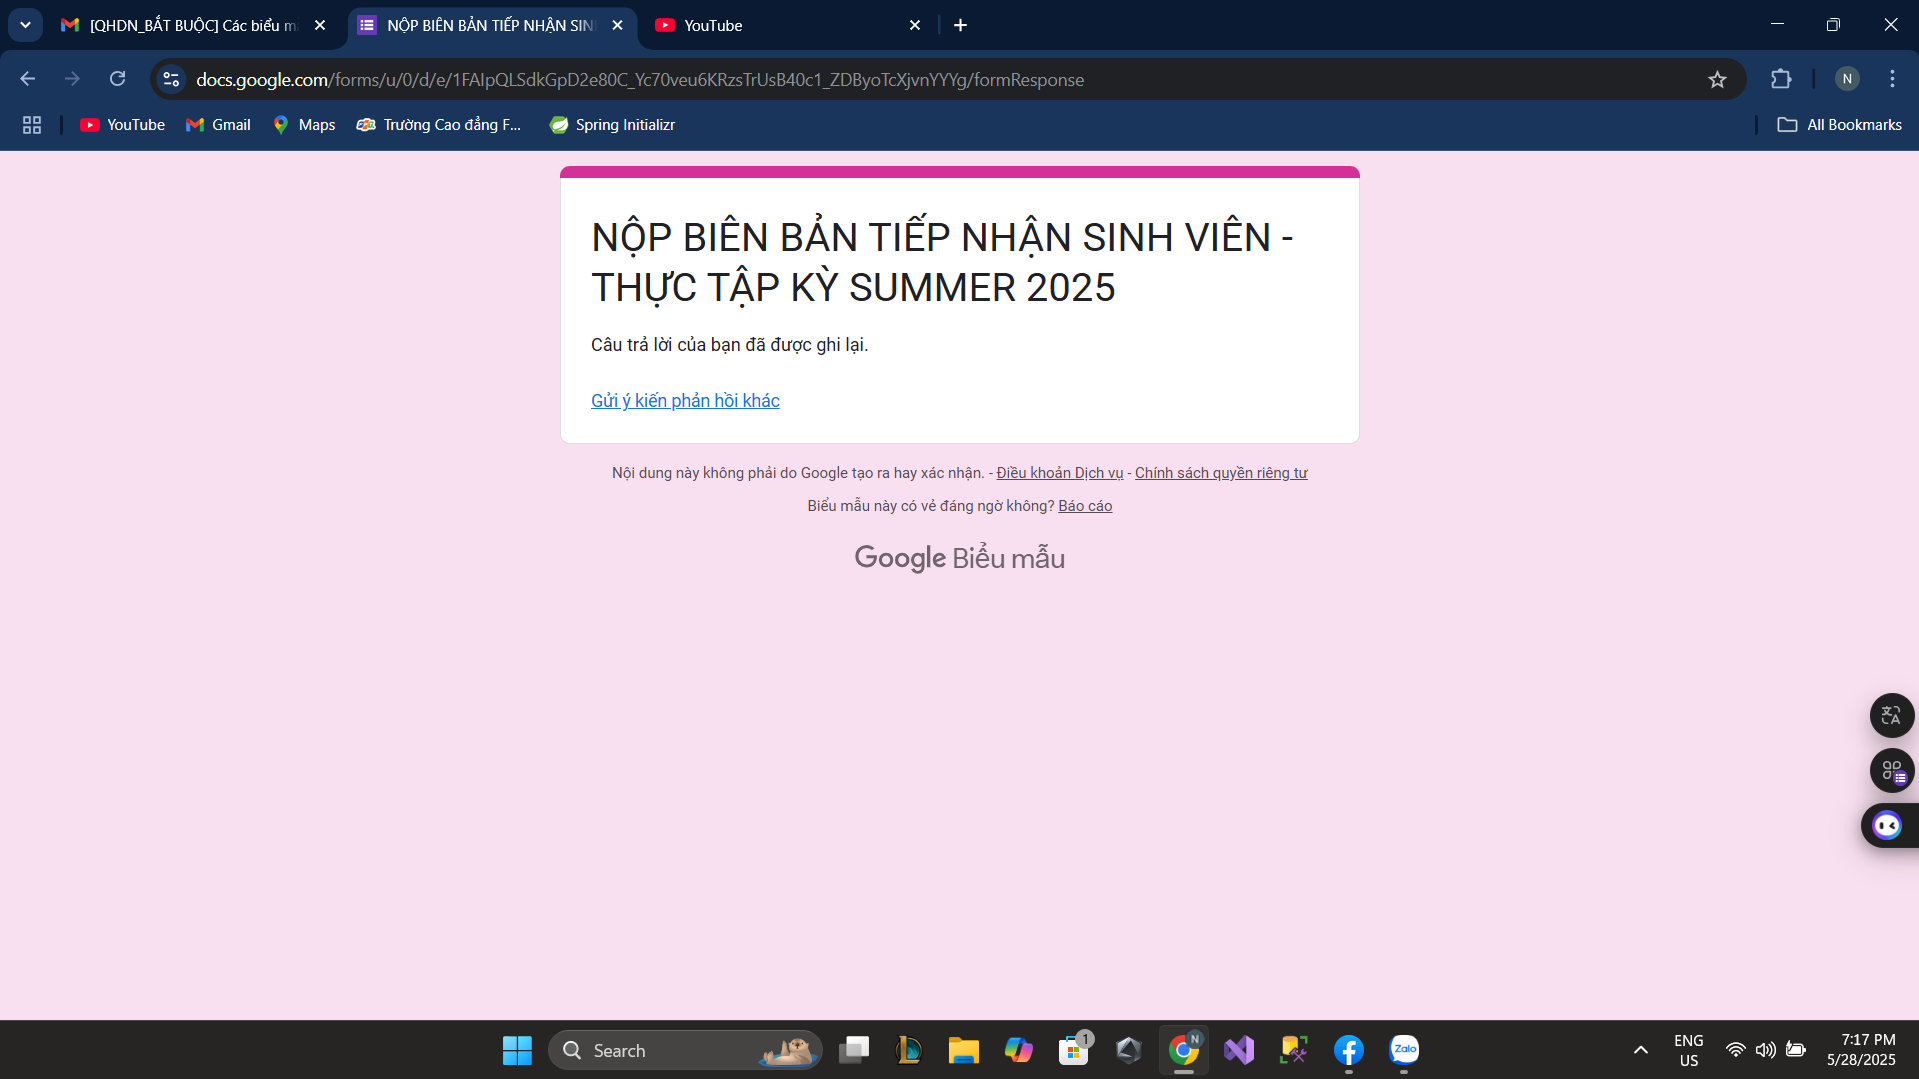 [QHDN_BẮT BUỘC] Các biểu m
NỘP BIÊN BẢN TIẾP NHẬN SIN
YouTube
docs.google.com/forms/u/0/d/e/1FAIpQLSdkGpD2e80C_Yc70veu6KRzsTrUsB40c1_ZDByoTcXjvnYYYg/formResponse
N
YouTube
Gmail
Maps
Trường Cao đẳng F...
Spring Initializr
All Bookmarks
NỘP BIÊN BẢN TIẾP NHẬN SINH VIÊN -
THỰC TẬP KỲ SUMMER 2025
Câu trả lời của bạn đã được ghi lại.
Gửi ý kiến phản hồi khác
Nội dung này không phải do Google tạo ra hay xác nhận. - Điều khoản Dịch vụ - Chính sách quyền riêng tư
Biểu mẫu này có vẻ đáng ngờ không? Báo cáo
Google Biểu mẫu
Search
1
N
Zalo
ENG
US
7:17 PM
5/28/2025